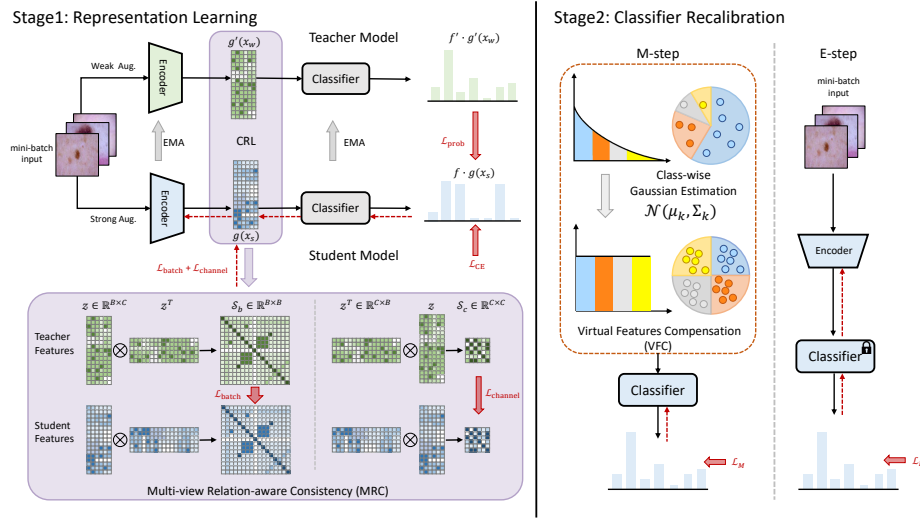 Stage1: Representation Learning
g′(x_w)
Teacher Model
f′ · g′(x_w)
Weak Aug.
Encoder
Classifier
mini-batch
input
EMA
CRL
EMA
ℒ_prob
Encoder
Classifier
f · g(x_s)
Strong Aug.
g(x_s)
Student Model
ℒ_CE
ℒ_batch + ℒ_channel
z ∈ ℝ^{B×C}
z^T
𝒮_b ∈ ℝ^{B×B}
z^T ∈ ℝ^{C×B}
z
𝒮_c ∈ ℝ^{C×C}
Teacher
Features
ℒ_batch
ℒ_channel
Student
Features
Multi-view Relation-aware Consistency (MRC)
Stage2: Classifier Recalibration
M-step
Class-wise
Gaussian Estimation
𝒩(μ_k, Σ_k)
Virtual Features Compensation
(VFC)
Classifier
ℒ_M
E-step
mini-batch
input
Encoder
Classifier